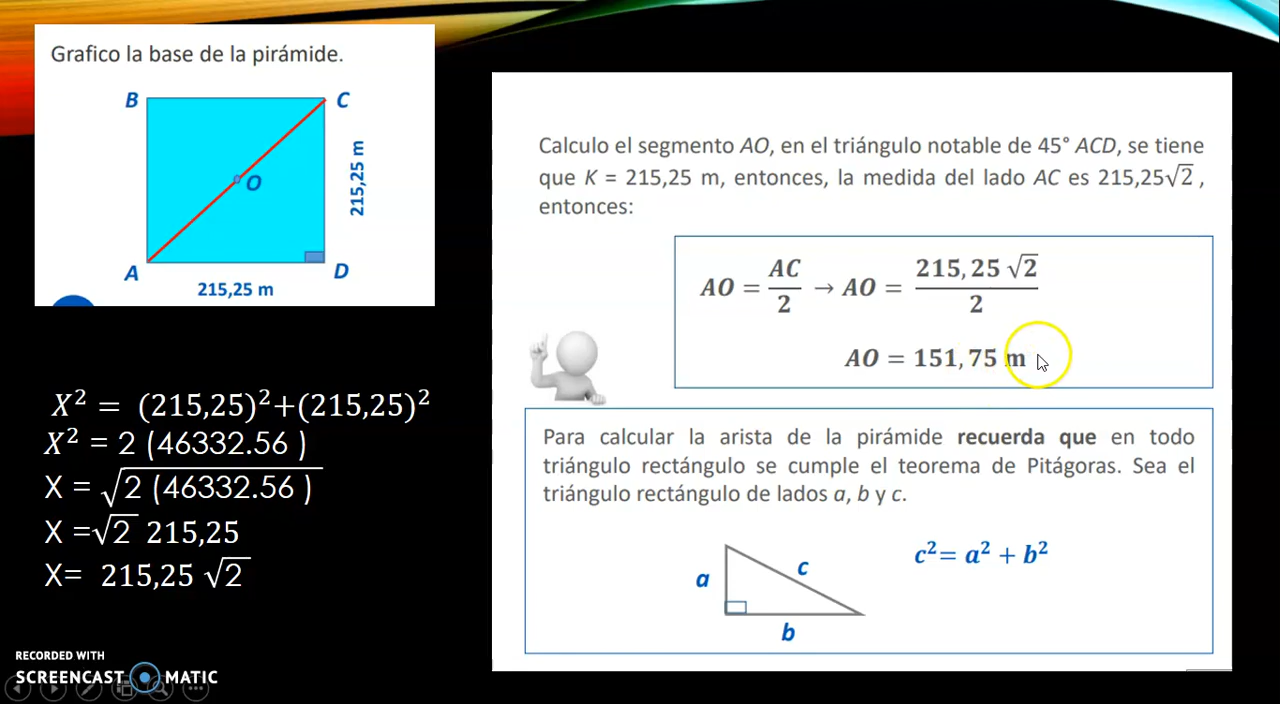 Grafico la base de la pirámide.
B
C
O
215,25 m
A
D
215,25 m
X² = (215,25)²+(215,25)²
X² = 2 (46332.56 )
X = √2 (46332.56 )
X =√2 215,25
X= 215,25 √2
Calculo el segmento AO, en el triángulo notable de 45° ACD, se tiene
que K = 215,25 m, entonces, la medida del lado AC es 215,25√2 ,
entonces:
AO = AC/2 → AO = 215,25 √2/2
AO = 151,75 m
Para calcular la arista de la pirámide recuerda que en todo
triángulo rectángulo se cumple el teorema de Pitágoras. Sea el
triángulo rectángulo de lados a, b y c.
a
c
b
c²= a² + b²
RECORDED WITH
SCREENCAST MATIC